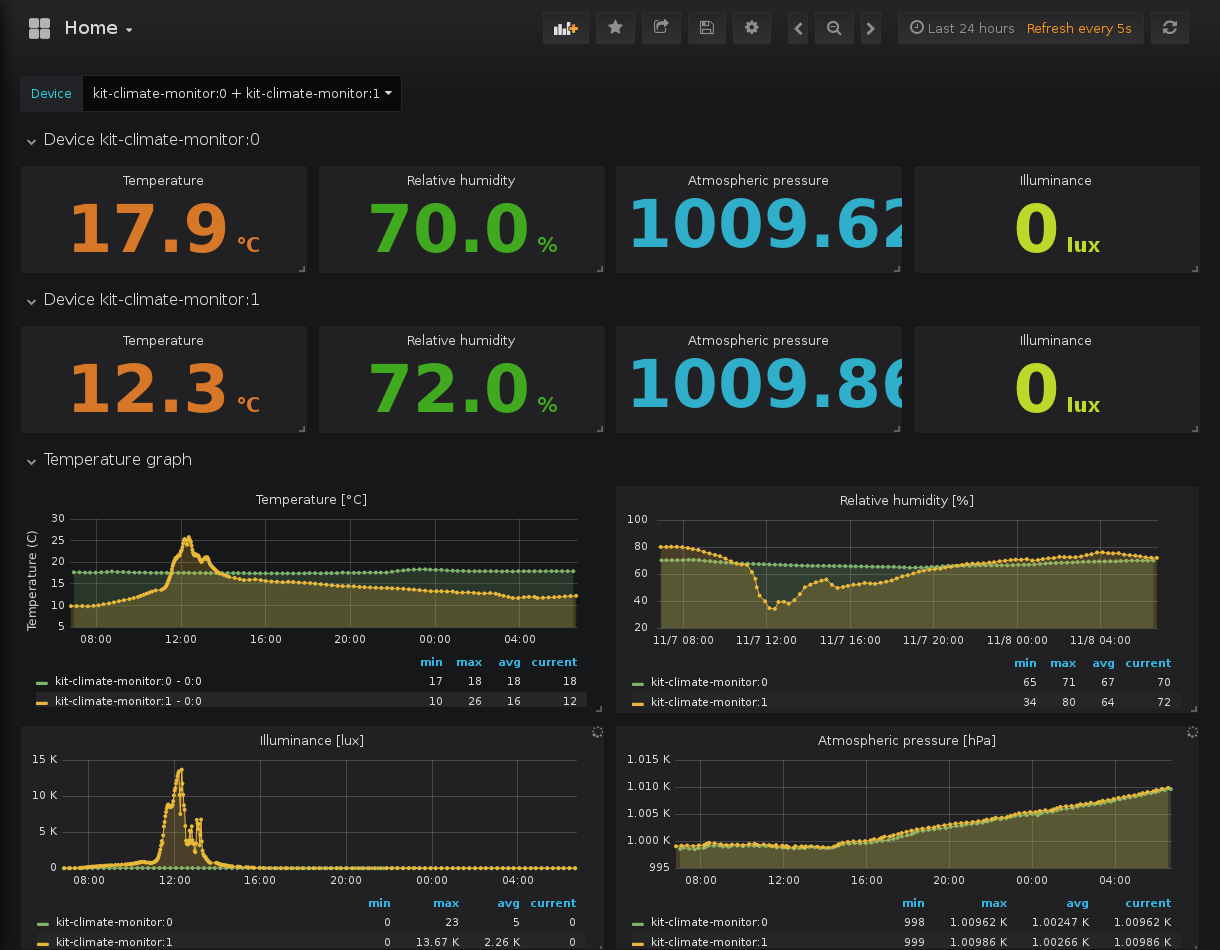 Home
Last 24 hours Refresh every 5s
Device kit-climate-monitor:0 + kit-climate-monitor:1
Device kit-climate-monitor:0
Temperature Relative humidity Atmospheric pressure Illuminance
17.9 °C 70.0 % 1009.62 0 lux
Device kit-climate-monitor:1
Temperature Relative humidity Atmospheric pressure Illuminance
12.3 °C 72.0 % 1009.86 0 lux
Temperature graph
Temperature [°C]
Temperature (C)
30
25
20
15
10
5
08:00 12:00 16:00 20:00 00:00 04:00
min max avg current
kit-climate-monitor:0 - 0:0 17 18 18 18
kit-climate-monitor:1 - 0:0 10 26 16 12
Relative humidity [%]
100
80
60
40
20
11/7 08:00 11/7 12:00 11/7 16:00 11/7 20:00 11/8 00:00 11/8 04:00
min max avg current
kit-climate-monitor:0 65 71 67 70
kit-climate-monitor:1 34 80 64 72
Illuminance [lux]
15 K
10 K
5 K
0
08:00 12:00 16:00 20:00 00:00 04:00
min max avg current
kit-climate-monitor:0 0 23 5 0
kit-climate-monitor:1 0 13.67 K 2.26 K 0
Atmospheric pressure [hPa]
1.015 K
1.010 K
1.005 K
1.000 K
995
08:00 12:00 16:00 20:00 00:00 04:00
min max avg current
kit-climate-monitor:0 998 1.00962 K 1.00247 K 1.00962 K
kit-climate-monitor:1 999 1.00986 K 1.00266 K 1.00986 K